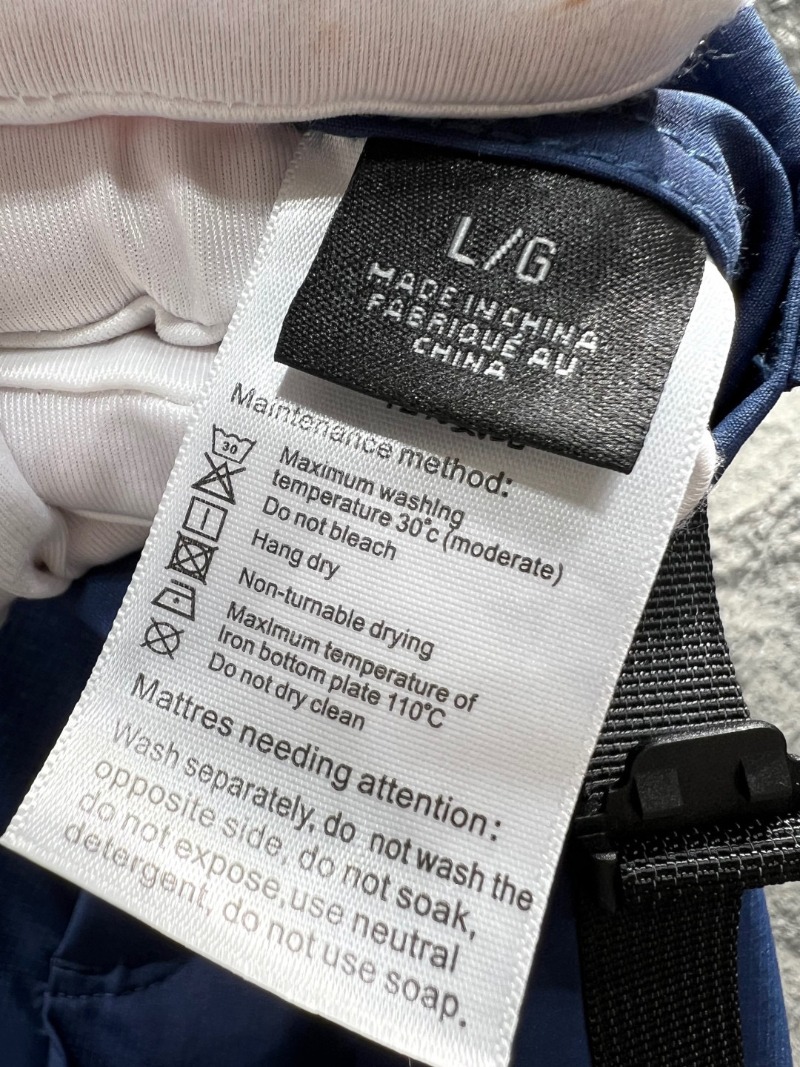 L/G
MADE IN CHINA
FABRIQUÉ AU
CHINA
Maintenance method:
30
Maximum washing
temperature 30°c (moderate)
Do not bleach
Hang dry
Non-turnable drying
Maximum temperature of
Iron bottom plate 110°C
Do not dry clean
Mattres needing attention:
Wash separately, do not wash the
opposite side, do not soak,
do not expose,use neutral
detergent, do not use soap.